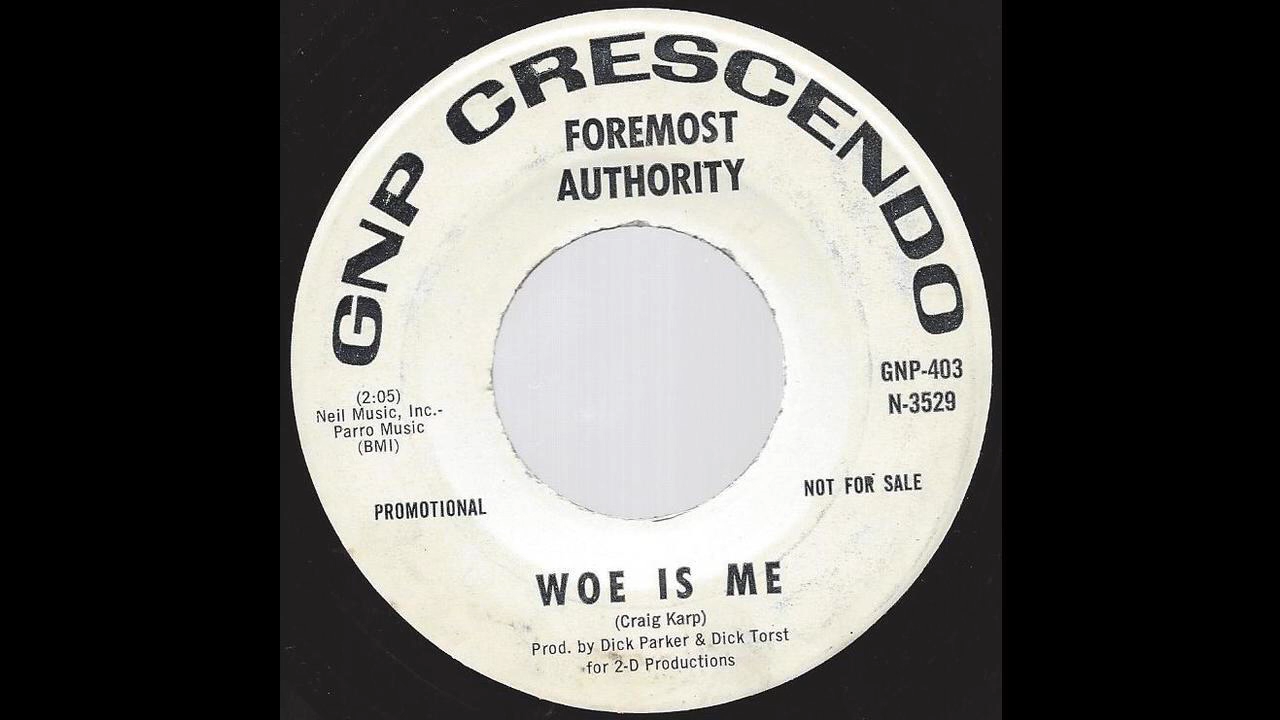 GNP CRESCENDO
FOREMOST
AUTHORITY
GNP-403
N-3529
(2:05)
Neil Music, Inc.-
Parro Music
(BMI)
PROMOTIONAL
NOT FOR SALE
WOE IS ME
(Craig Karp)
Prod. by Dick Parker & Dick Torst
for 2-D Productions